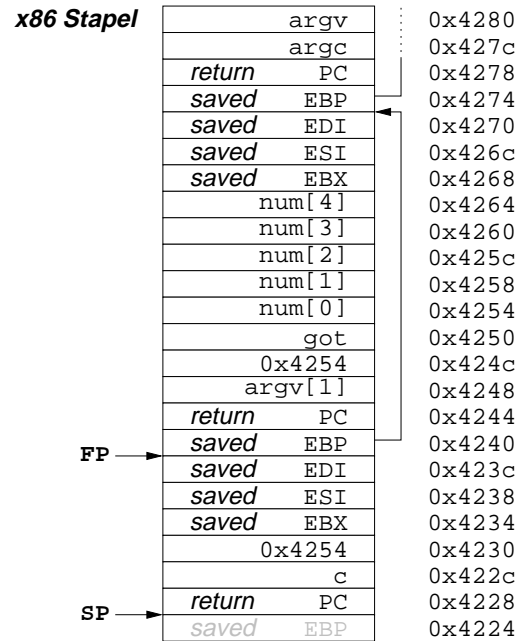 x86 Stapel argv 0x4280
argc 0x427c
return PC 0x4278
saved EBP 0x4274
saved EDI 0x4270
saved ESI 0x426c
saved EBX 0x4268
num[4] 0x4264
num[3] 0x4260
num[2] 0x425c
num[1] 0x4258
num[0] 0x4254
got 0x4250
0x4254 0x424c
argv[1] 0x4248
return PC 0x4244
saved EBP 0x4240
FP
saved EDI 0x423c
saved ESI 0x4238
saved EBX 0x4234
0x4254 0x4230
c 0x422c
return PC 0x4228
SP
saved EBP 0x4224